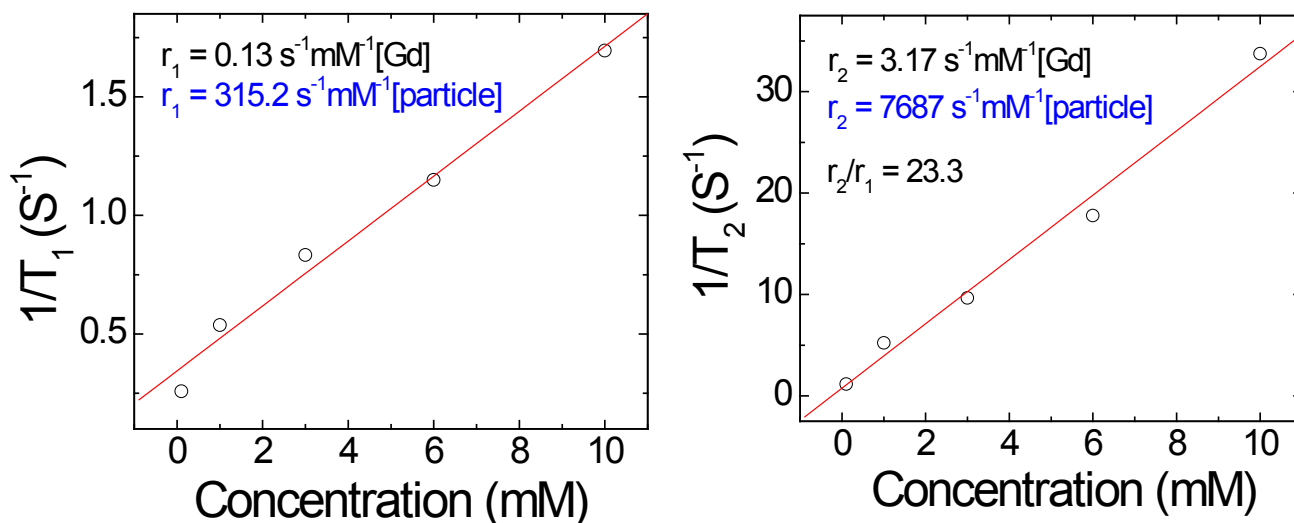 r₁ = 0.13 s⁻¹mM⁻¹[Gd]
r₁ = 315.2 s⁻¹mM⁻¹[particle]
1/T₁ (S⁻¹)
1.5
1.0
0.5
0 2 4 6 8 10
Concentration (mM)
r₂ = 3.17 s⁻¹mM⁻¹[Gd]
r₂ = 7687 s⁻¹mM⁻¹[particle]
r₂/r₁ = 23.3
1/T₂ (S⁻¹)
30
20
10
0
0 2 4 6 8 10
Concentration (mM)